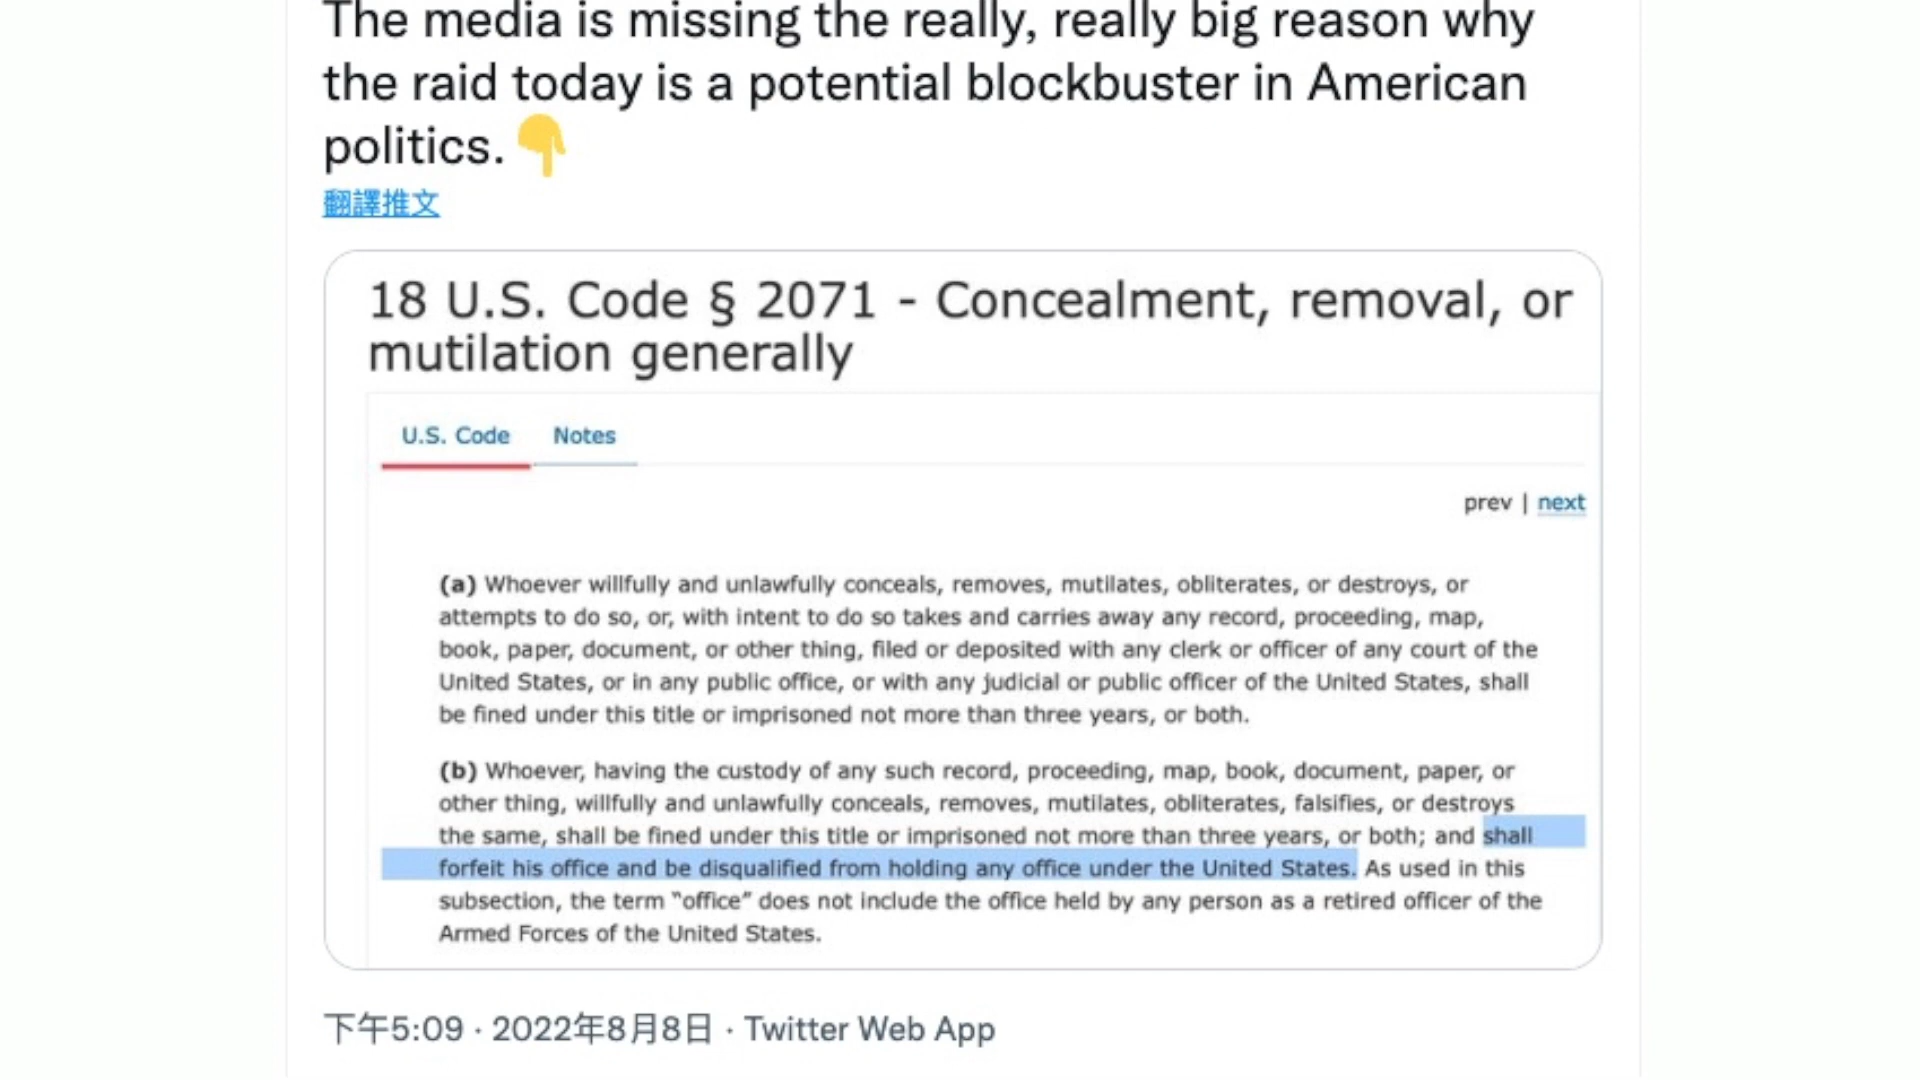 The media is missing the really, really big reason why
the raid today is a potential blockbuster in American
politics. 👇
翻譯推文
18 U.S. Code § 2071 - Concealment, removal, or
mutilation generally
U.S. Code Notes
prev | next
(a) Whoever willfully and unlawfully conceals, removes, mutilates, obliterates, or destroys, or
attempts to do so, or, with intent to do so takes and carries away any record, proceeding, map,
book, paper, document, or other thing, filed or deposited with any clerk or officer of any court of the
United States, or in any public office, or with any judicial or public officer of the United States, shall
be fined under this title or imprisoned not more than three years, or both.
(b) Whoever, having the custody of any such record, proceeding, map, book, document, paper, or
other thing, willfully and unlawfully conceals, removes, mutilates, obliterates, falsifies, or destroys
the same, shall be fined under this title or imprisoned not more than three years, or both; and shall
forfeit his office and be disqualified from holding any office under the United States. As used in this
subsection, the term “office” does not include the office held by any person as a retired officer of the
Armed Forces of the United States.
下午5:09 · 2022年8月8日 · Twitter Web App